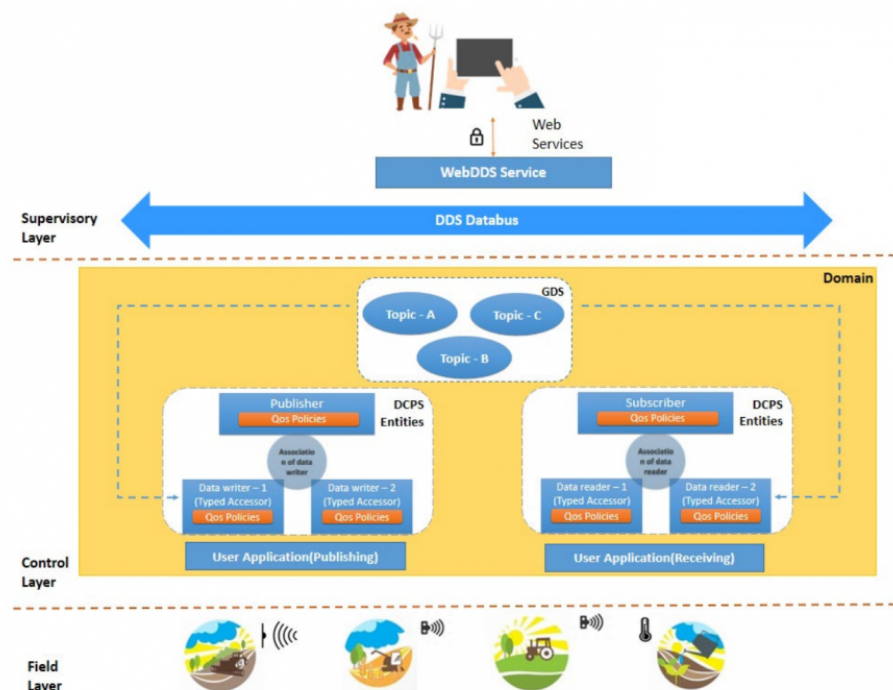 Web
Services
WebDDS Service
DDS Databus
Supervisory
Layer
Domain
GDS
Topic - A
Topic - C
Topic - B
Publisher
Qos Policies
DCPS
Entities
Associatio
n of data
writer
Data writer – 1
(Typed Accessor)
Qos Policies
Data writer – 2
(Typed Accessor)
Qos Policies
User Application(Publishing)
Subscriber
Qos Policies
DCPS
Entities
Associatio
n of data
reader
Data reader – 1
(Typed Accessor)
Qos Policies
Data reader – 2
(Typed Accessor)
Qos Policies
User Application(Receiving)
Control
Layer
Field
Layer